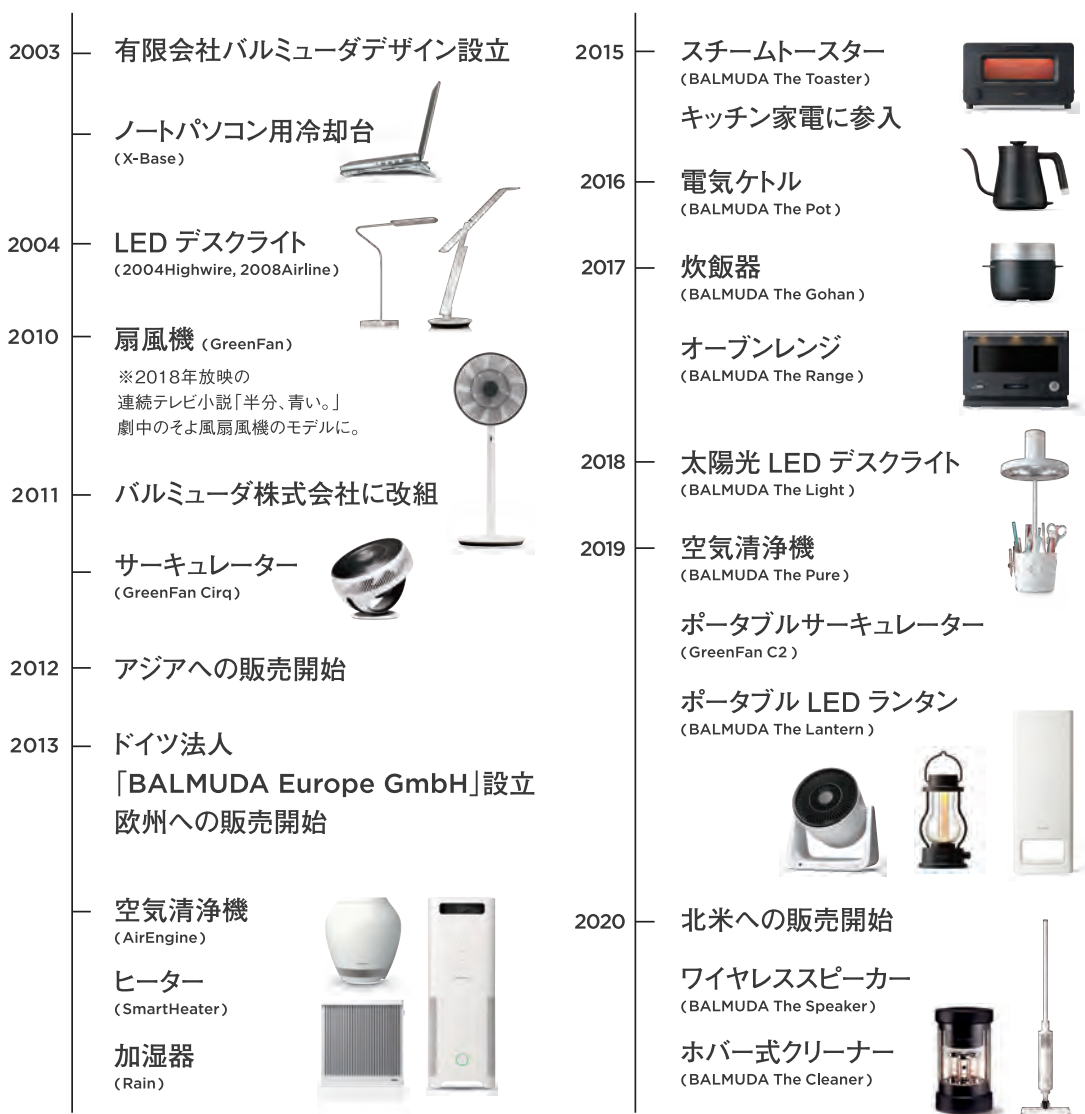 2003
有限会社バルミューダデザイン設立
ノートパソコン用冷却台
(X-Base)
2004
LED デスクライト
(2004Highwire, 2008Airline)
2010
扇風機 (GreenFan)
※2018年放映の
連続テレビ小説「半分、青い。」
劇中のそよ風扇風機のモデルに。
2011
バルミューダ株式会社に改組
サーキュレーター
(GreenFan Cirq)
2012
アジアへの販売開始
2013
ドイツ法人
「BALMUDA Europe GmbH」設立
欧州への販売開始
空気清浄機
(AirEngine)
ヒーター
(SmartHeater)
加湿器
(Rain)
2015
スチームトースター
(BALMUDA The Toaster)
キッチン家電に参入
2016
電気ケトル
(BALMUDA The Pot)
2017
炊飯器
(BALMUDA The Gohan)
オーブンレンジ
(BALMUDA The Range)
2018
太陽光 LED デスクライト
(BALMUDA The Light)
2019
空気清浄機
(BALMUDA The Pure)
ポータブルサーキュレーター
(GreenFan C2)
ポータブル LED ランタン
(BALMUDA The Lantern)
2020
北米への販売開始
ワイヤレススピーカー
(BALMUDA The Speaker)
ホバー式クリーナー
(BALMUDA The Cleaner)